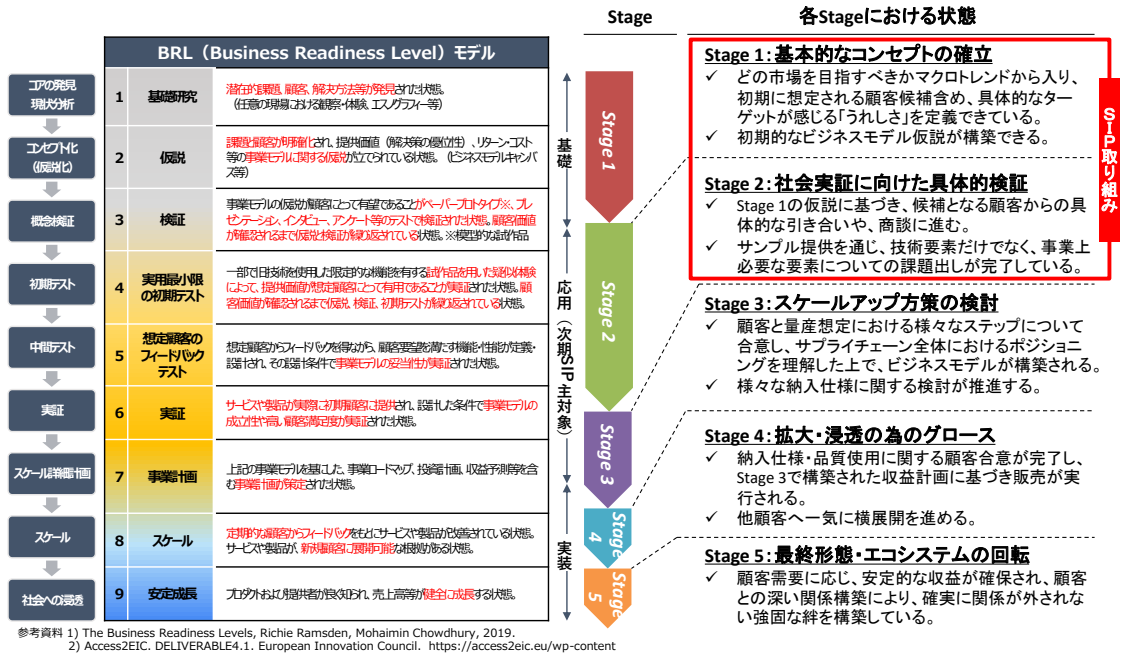 Stage
各Stageにおける状態
BRL（Business Readiness Level）モデル
コアの発見
現状分析
コンセプト化
(仮説化)
概念検証
初期テスト
中間テスト
実証
スケール詳細計画
スケール
社会への浸透
1
基礎研究
潜在的課題、顧客、解決方法等が発見された状態。
（任意の現場における観察・体験、エスノグラフィー等）
2
仮説
課題と顧客が明確化され、提供価値（解決策の優位性）、リターン・コスト
等の事業モデルに関する仮説が立てられている状態。（ビジネスモデルキャンバ
ス等）
3
検証
事業モデルの仮説が顧客にとって有望であることがペーパープロトタイプ※、プレ
ゼンテーション、インタビュー、アンケート等のテストで検証された状態。顧客価値
が確認されるまで仮説と検証が繰り返されている状態。※模型的な試作品
4
実用最小限
の初期テスト
一部で旧技術を使用した限定的な機能を有する試作品を用いた疑似体験
によって、提供価値が想定顧客にとって有用であることが実証された状態。顧
客価値が確認されるまで仮説、検証、初期テストが繰り返されている状態。
5
想定顧客の
フィードバック
テスト
想定顧客からフィードバックを得ながら、顧客要望を満たす機能・性能が定義・
設計され、その設計条件で事業モデルの妥当性が実証された状態。
6
実証
サービスや製品が実際に初期顧客に提供され、設計した条件で事業モデルの
成立性や高い顧客満足度が実証された状態。
7
事業計画
上記の事業モデルを基にした、事業ロードマップ、投資計画、収益予測等を含
む事業計画が策定された状態。
8
スケール
定期的な顧客からフィードバックをもとにサービスや製品が改善されている状態。
サービスや製品が、新規顧客に展開可能な根拠がある状態。
9
安定成長
プロダクトおよび提供者が良く知られ、売上高等が健全に成長する状態。
基礎
応用（次期SIP主対象）
実装
Stage 1
Stage 2
Stage 3
Stage
4
Stage
5
Stage 1：基本的なコンセプトの確立
✓ どの市場を目指すべきかマクロトレンドから入り、
初期に想定される顧客候補含め、具体的なター
ゲットが感じる「うれしさ」を定義できている。
✓ 初期的なビジネスモデル仮説が構築できる。
Stage 2：社会実証に向けた具体的検証
✓ Stage 1の仮説に基づき、候補となる顧客からの具
体的な引き合いや、商談に進む。
✓ サンプル提供を通じ、技術要素だけでなく、事業上
必要な要素についての課題出しが完了している。
SIP取り組み
Stage 3：スケールアップ方策の検討
✓ 顧客と量産想定における様々なステップについて
合意し、サプライチェーン全体におけるポジショニ
ングを理解した上で、ビジネスモデルが構築される。
✓ 様々な納入仕様に関する検討が推進する。
Stage 4：拡大・浸透の為のグロース
✓ 納入仕様・品質使用に関する顧客合意が完了し、
Stage 3で構築された収益計画に基づき販売が実
行される。
✓ 他顧客へ一気に横展開を進める。
Stage 5：最終形態・エコシステムの回転
✓ 顧客需要に応じ、安定的な収益が確保され、顧客
との深い関係構築により、確実に関係が外されな
い強固な絆を構築している。
参考資料 1) The Business Readiness Levels, Richie Ramsden, Mohaimin Chowdhury, 2019.
2) Access2EIC. DELIVERABLE4.1. European Innovation Council. https://access2eic.eu/wp-content